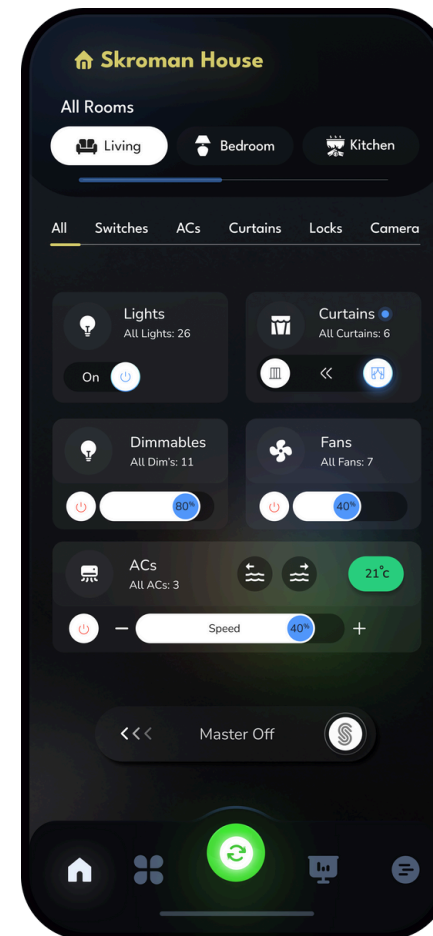 Skroman House
All Rooms
Living
Bedroom
Kitchen
All Switches ACs Curtains Locks Camera
Lights
All Lights: 26
On
Curtains
All Curtains: 6
Dimmables
All Dim's: 11
80%
Fans
All Fans: 7
40%
ACs
All ACs: 3
21°c
Speed
40%
Master Off